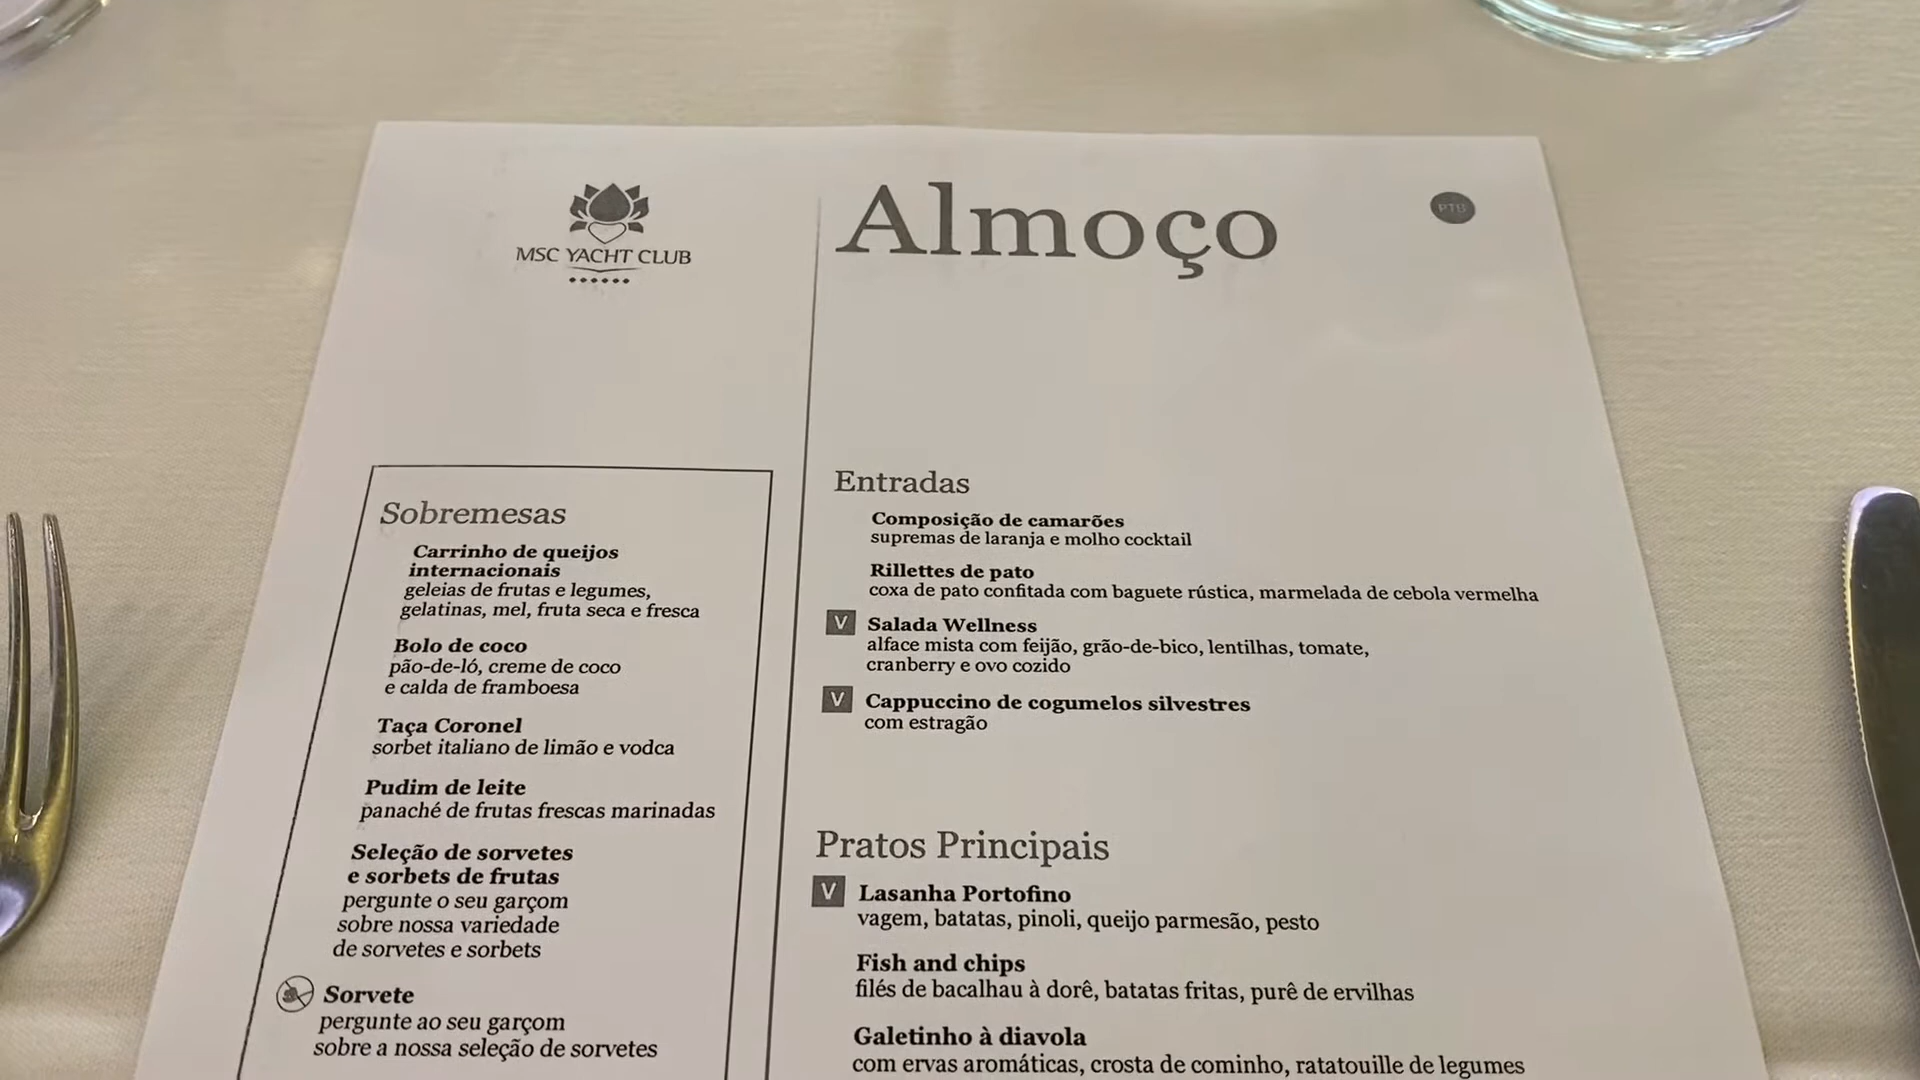 MSC YACHT CLUB
Almoço
PTB
Sobremesas
Carrinho de queijos
internacionais
geleias de frutas e legumes,
gelatinas, mel, fruta seca e fresca
Bolo de coco
pão-de-ló, creme de coco
e calda de framboesa
Taça Coronel
sorbet italiano de limão e vodca
Pudim de leite
panaché de frutas frescas marinadas
Seleção de sorvetes
e sorbets de frutas
pergunte o seu garçom
sobre nossa variedade
de sorvetes e sorbets
Sorvete
pergunte ao seu garçom
sobre a nossa seleção de sorvetes
Entradas
Composição de camarões
supremas de laranja e molho cocktail
Rillettes de pato
coxa de pato confitada com baguete rústica, marmelada de cebola vermelha
V Salada Wellness
alface mista com feijão, grão-de-bico, lentilhas, tomate,
cranberry e ovo cozido
V Cappuccino de cogumelos silvestres
com estragão
Pratos Principais
V Lasanha Portofino
vagem, batatas, pinoli, queijo parmesão, pesto
Fish and chips
filés de bacalhau à dorê, batatas fritas, purê de ervilhas
Galetinho à diavola
com ervas aromáticas, crosta de cominho, ratatouille de legumes